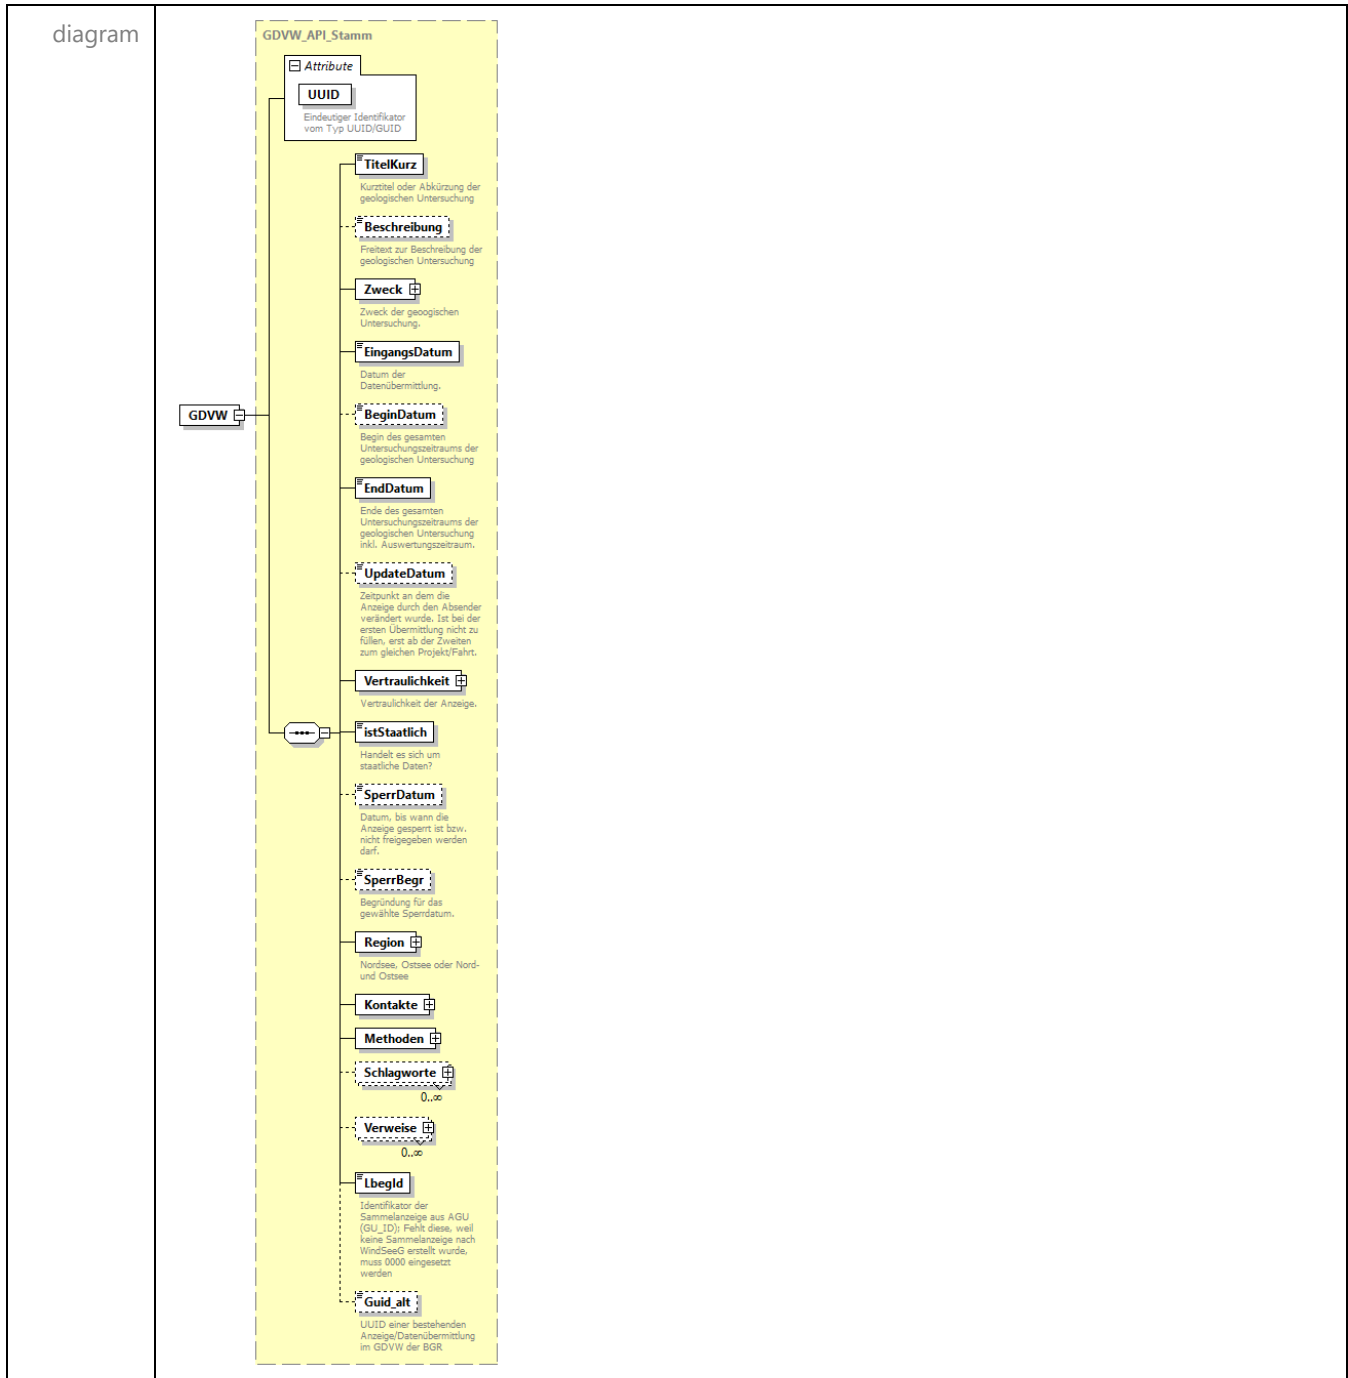 diagram
GDVW_API_Stamm
Attribute
UUID
Eindeutiger Identifikator
vom Typ UUID/GUID
TitelKurz
Kurztitel oder Abkürzung der
geologischen Untersuchung
Beschreibung
Freitext zur Beschreibung der
geologischen Untersuchung
Zweck
Zweck der geoogischen
Untersuchung.
EingangsDatum
Datum der
Datenübermittlung.
GDVW
BeginDatum
Begin des gesamten
Untersuchungszeitraums der
geologischen Untersuchung
EndDatum
Ende des gesamten
Untersuchungszeitraums der
geologischen Untersuchung
inkl. Auswertungszeitraum.
UpdateDatum
Zeitpunkt an dem die
Anzeige durch den Absender
verändert wurde. Ist bei der
ersten Übermittlung nicht zu
füllen, erst ab der Zweiten
zum gleichen Projekt/Fahrt.
Vertraulichkeit
Vertraulichkeit der Anzeige.
istStaatlich
Handelt es sich um
staatliche Daten?
SperrDatum
Datum, bis wann die
Anzeige gesperrt ist bzw.
nicht freigegeben werden
darf.
SperrBegr
Begründung für das
gewählte Sperrdatum.
Region
Nordsee, Ostsee oder Nord-
und Ostsee
Kontakte
Methoden
Schlagworte
0..∞
Verweise
0..∞
LbegId
Identifikator der
Sammelanzeige aus AGU
(GU_ID); Fehlt diese, weil
keine Sammelanzeige nach
WindSeeG erstellt wurde,
muss 0000 eingesetzt
werden
Guid_alt
UUID einer bestehenden
Anzeige/Datenübermittlung
im GDVW der BGR